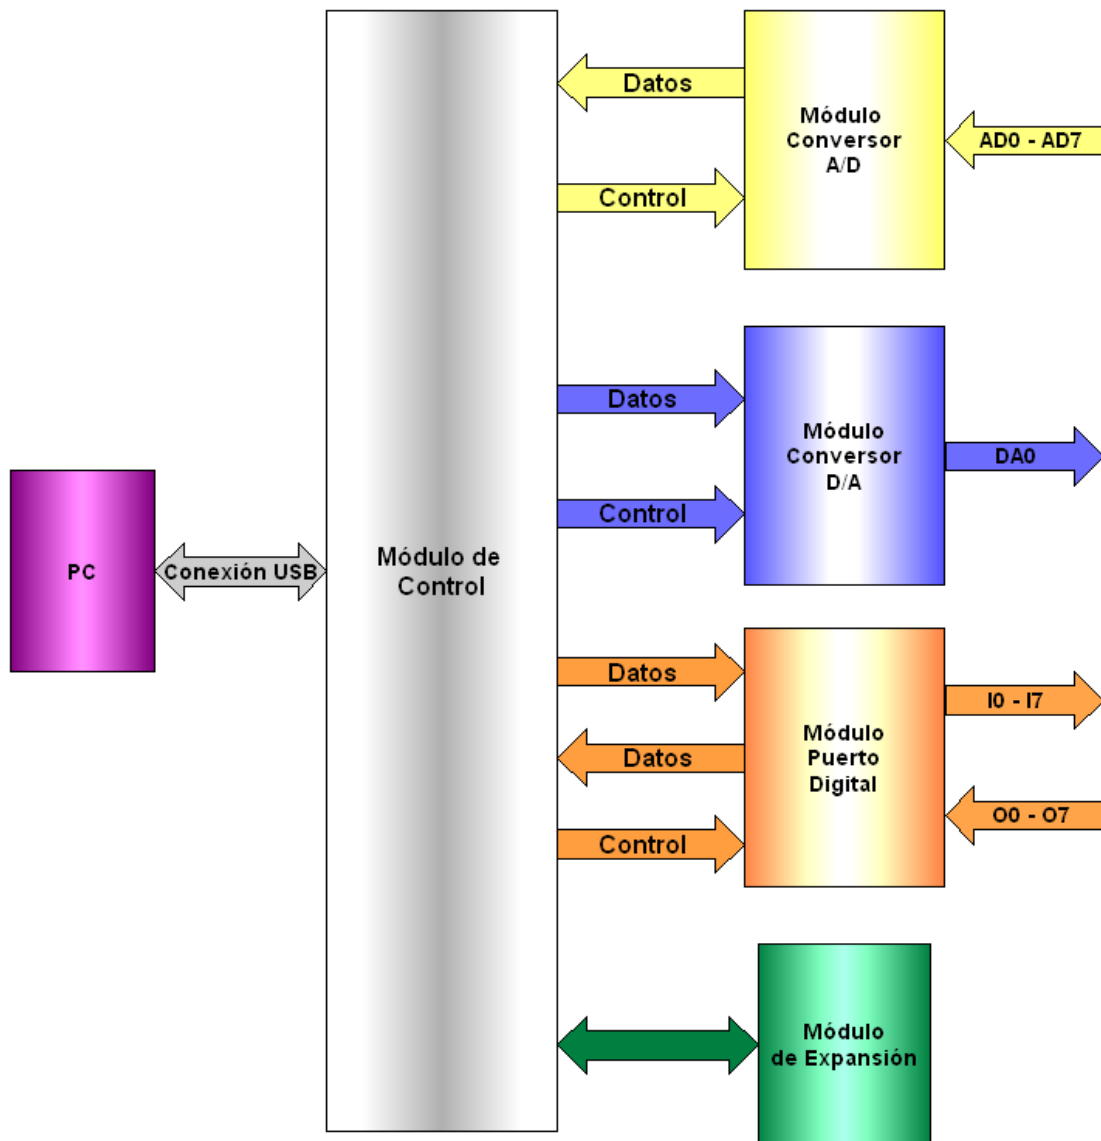 Datos
Módulo
Conversor
A/D
AD0 - AD7
Control
Datos
Módulo
Conversor
D/A
DA0
Control
PC
Conexión USB
Módulo de
Control
Datos
I0 - I7
Módulo
Puerto
Digital
Datos
O0 - O7
Control
Módulo
de Expansión